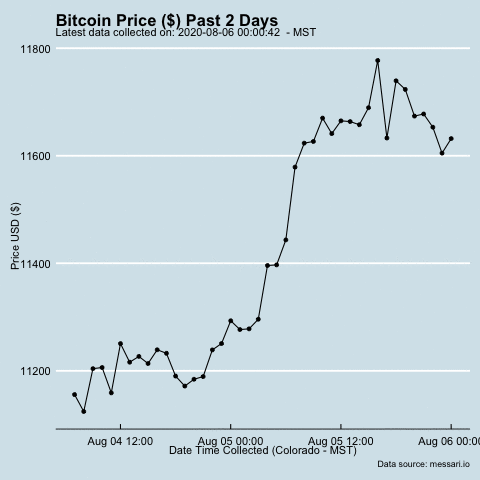 Bitcoin Price ($) Past 2 Days
Latest data collected on: 2020-08-06 00:00:42 - MST
Price USD ($)
11800
11600
11400
11200
Aug 04 12:00 Aug 05 00:00 Aug 05 12:00 Aug 06 00:00
Date Time Collected (Colorado - MST)
Data source: messari.io